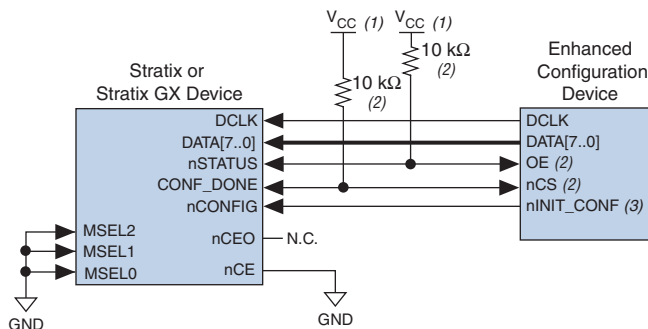 VCC (1)
VCC (1)
10 kΩ
(2)
10 kΩ
(2)
Stratix or
Stratix GX Device
Enhanced
Configuration
Device
DCLK
DATA[7..0]
nSTATUS
CONF_DONE
nCONFIG
MSEL2
MSEL1
MSEL0
nCEO
N.C.
nCE
GND
GND
DCLK
DATA[7..0]
OE (2)
nCS (2)
nINIT_CONF (3)